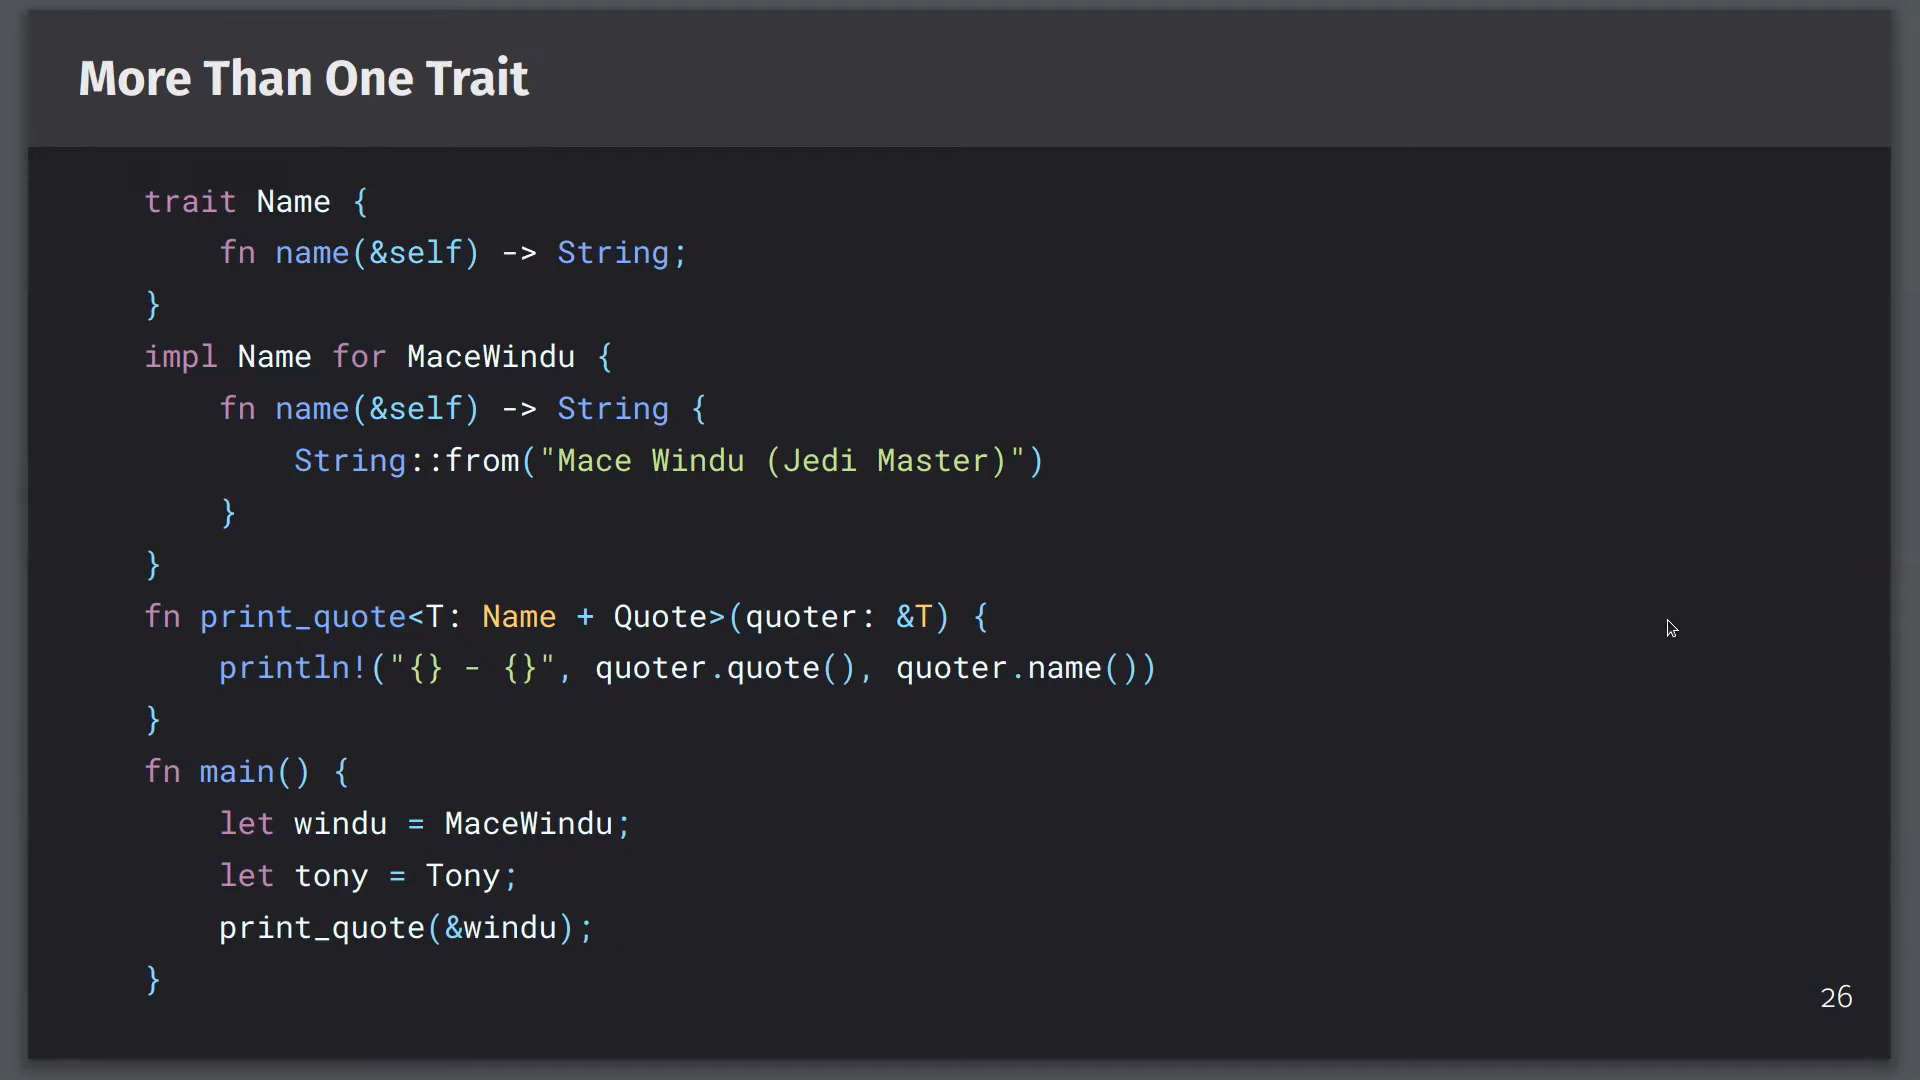 More Than One Trait
trait Name {
    fn name(&self) -> String;
}
impl Name for MaceWindu {
    fn name(&self) -> String {
        String::from("Mace Windu (Jedi Master)")
    }
}
fn print_quote<T: Name + Quote>(quoter: &T) {
    println!("{} - {}", quoter.quote(), quoter.name())
}
fn main() {
    let windu = MaceWindu;
    let tony = Tony;
    print_quote(&windu);
}
26